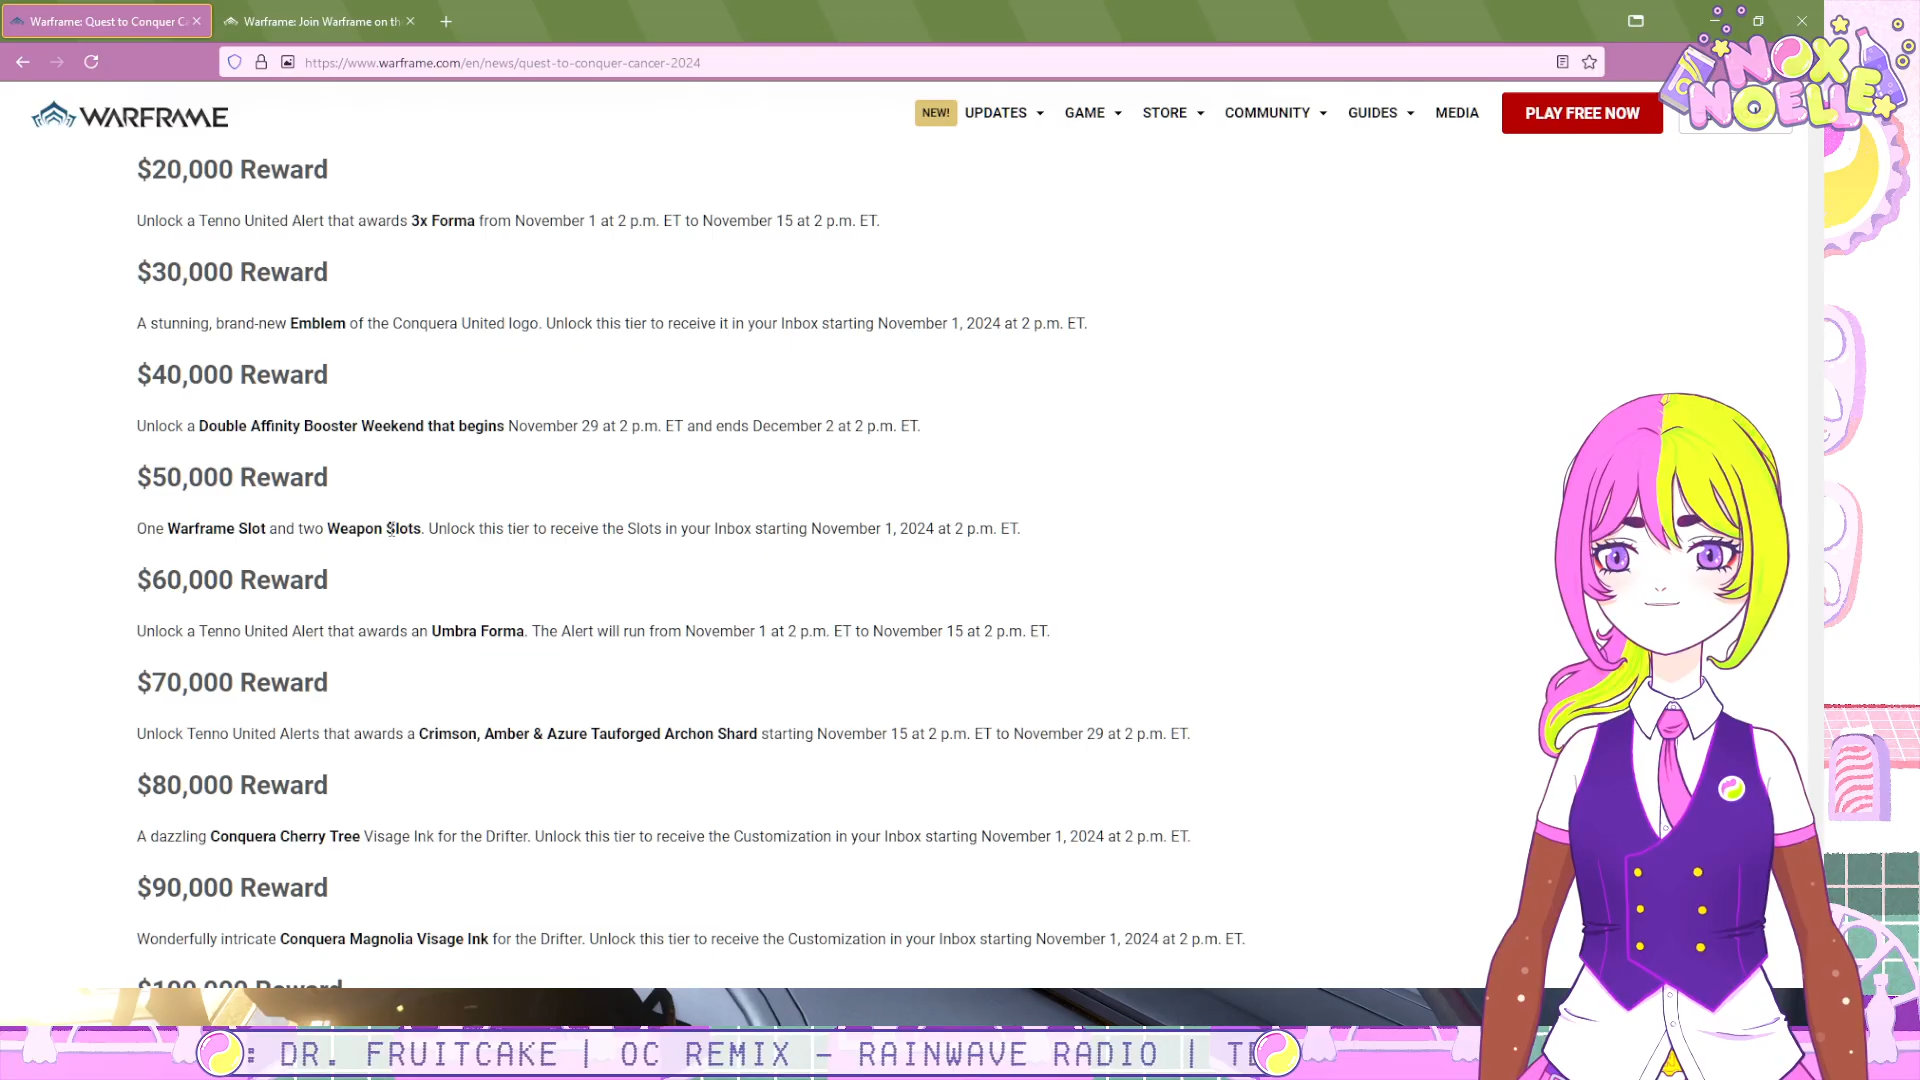 Warframe: Quest to Conquer C
Warframe: Join Warframe on th
https://www.warframe.com/en/news/quest-to-conquer-cancer-2024
NOX NOELLE
WARFRAME
NEW! UPDATES GAME STORE COMMUNITY GUIDES MEDIA PLAY FREE NOW
$20,000 Reward
Unlock a Tenno United Alert that awards 3x Forma from November 1 at 2 p.m. ET to November 15 at 2 p.m. ET.
$30,000 Reward
A stunning, brand-new Emblem of the Conquera United logo. Unlock this tier to receive it in your Inbox starting November 1, 2024 at 2 p.m. ET.
$40,000 Reward
Unlock a Double Affinity Booster Weekend that begins November 29 at 2 p.m. ET and ends December 2 at 2 p.m. ET.
$50,000 Reward
One Warframe Slot and two Weapon Slots. Unlock this tier to receive the Slots in your Inbox starting November 1, 2024 at 2 p.m. ET.
$60,000 Reward
Unlock a Tenno United Alert that awards an Umbra Forma. The Alert will run from November 1 at 2 p.m. ET to November 15 at 2 p.m. ET.
$70,000 Reward
Unlock Tenno United Alerts that awards a Crimson, Amber & Azure Tauforged Archon Shard starting November 15 at 2 p.m. ET to November 29 at 2 p.m. ET.
$80,000 Reward
A dazzling Conquera Cherry Tree Visage Ink for the Drifter. Unlock this tier to receive the Customization in your Inbox starting November 1, 2024 at 2 p.m. ET.
$90,000 Reward
Wonderfully intricate Conquera Magnolia Visage Ink for the Drifter. Unlock this tier to receive the Customization in your Inbox starting November 1, 2024 at 2 p.m. ET.
$100,000 Reward
: DR. FRUITCAKE | OC REMIX - RAINWAVE RADIO | T